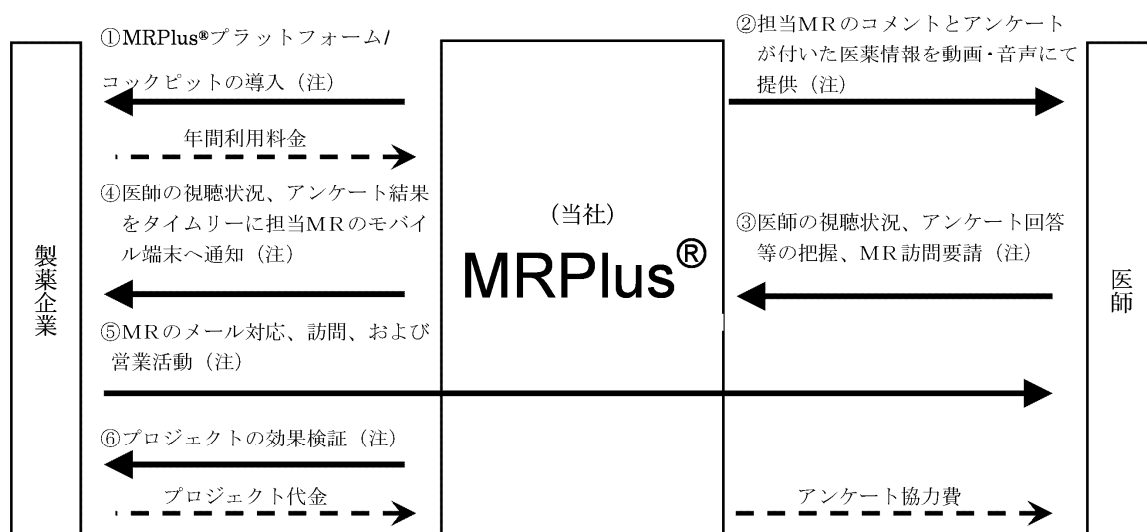 ①MRPlus®プラットフォーム/
コックピットの導入（注）
年間利用料金
④医師の視聴状況、アンケート結果
をタイムリーに担当MRのモバイ
ル端末へ通知（注）
⑤MRのメール対応、訪問、および
営業活動（注）
⑥プロジェクトの効果検証（注）
プロジェクト代金
製薬企業
（当社）
MRPlus®
②担当MRのコメントとアンケート
が付いた医薬情報を動画・音声にて
提供（注）
③医師の視聴状況、アンケート回答
等の把握、MR訪問要請（注）
アンケート協力費
医師